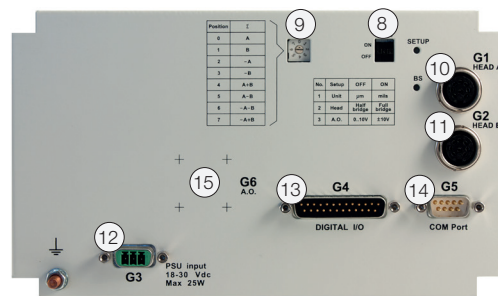 Position Σ
0 A
1 B
2 -A
3 -B
4 A+B
5 A-B
6 -A-B
7 -A+B
9
8
ON
OFF
SETUP
BS
No. Setup OFF ON
1 Unit µm mils
2 Head Half bridge Full bridge
3 A.O. 0..10V ±10V
G1
HEAD A
10
G2
HEAD B
11
15
G6
A.O.
13
G4
DIGITAL I/O
14
G5
COM Port
12
G3
PSU input
18-30 Vdc
Max 25W